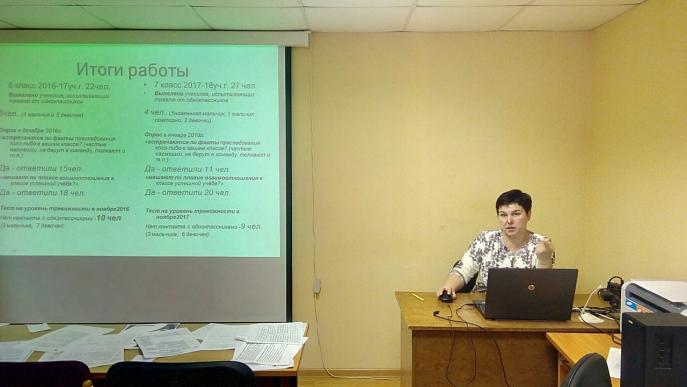 Итоги работы
6 класс 2016-17уч.г. 22чел.
Выявлено учеников, испытывающих
травлю от одноклассников
чел. (1 мальчик и 5 девочек)
Опрос в декабре 2016г.
«встречаются ли факты преследования
кого-либо в вашем классе? (частые
насмешки, не берут в команду, толкают и
т.п.)
Да - ответили 15чел.
«мешают ли плохие взаимоотношения в
классе успешной учёбе?»
Да - ответили 18 чел.
Тест на уровень тревожности в ноябре2016
Нет контакта с одноклассниками -10 чел
(3 мальчика, 7 девочек)
• 7 класс 2017-18уч.г. 27 чел.
• Выявлено учеников, испытывающих
травлю от одноклассников
4 чел. (1новенькая мальчик, 1 мальчик
повторно, 2 девочки)
Опрос в январе 2018г.
«встречаются ли факты преследования
кого-либо в вашем классе? (частые
насмешки, не берут в команду, толкают и
т.п.)
Да - ответили 11 чел.
«мешают ли плохие взаимоотношения в
классе успешной учёбе?»
Да - ответили 20 чел.
Тест на уровень тревожности в
ноябре2017
Нет контакта с одноклассниками -9 чел.
(3 мальчика, 6 девочек)
hp